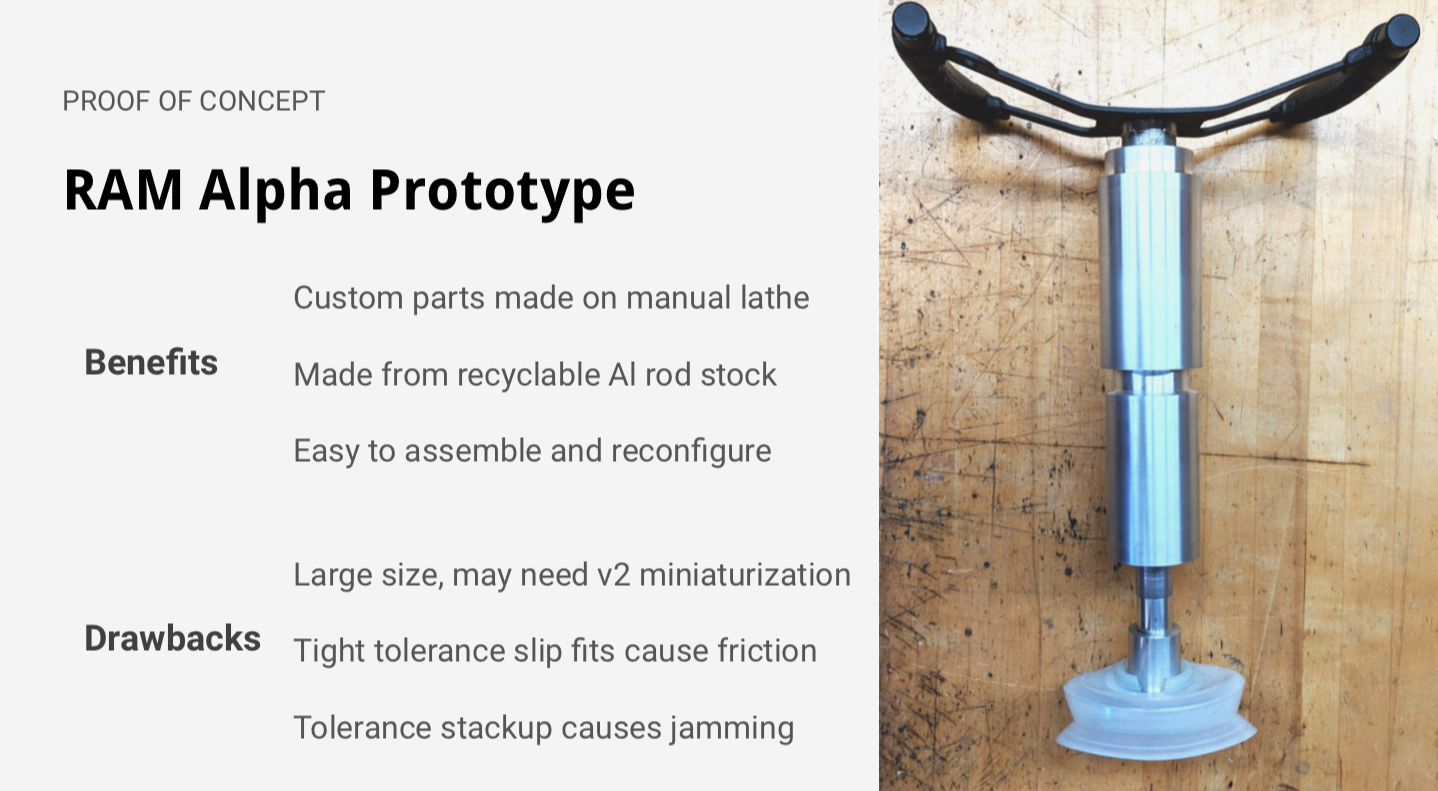 PROOF OF CONCEPT
RAM Alpha Prototype
Benefits
Custom parts made on manual lathe
Made from recyclable Al rod stock
Easy to assemble and reconfigure
Drawbacks
Large size, may need v2 miniaturization
Tight tolerance slip fits cause friction
Tolerance stackup causes jamming